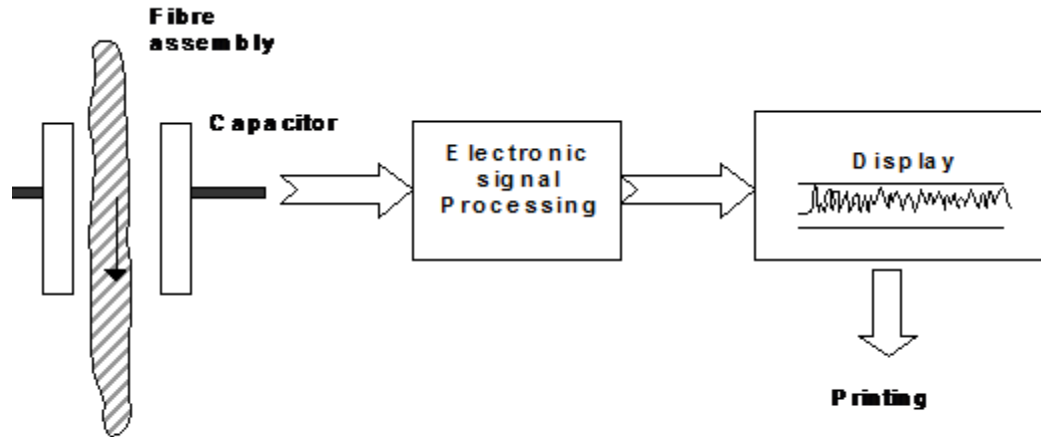 Fibre
assembly
Capacitor
Electronic
signal
Processing
Display
Printing